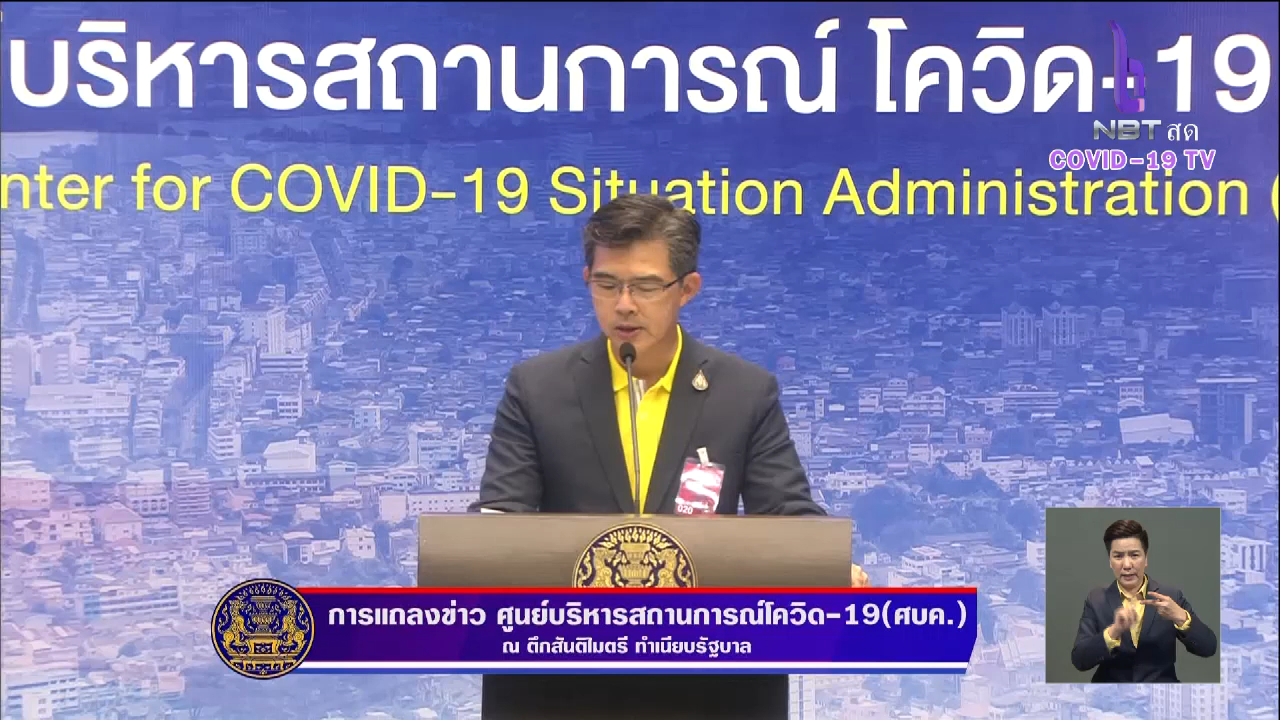 บริหารสถานการณ์ โควิด-19
NBT สด
COVID-19 TV
nter for COVID-19 Situation Administration (
020
การแถลงข่าว ศูนย์บริหารสถานการณ์โควิด-19(ศบค.)
ณ ตึกสันติไมตรี ทำเนียบรัฐบาล